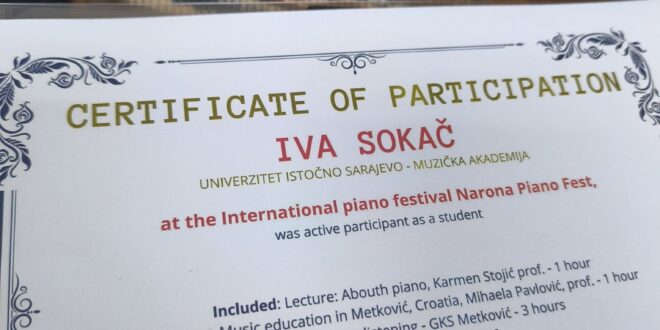 CERTIFICATE OF PARTICIPATION
IVA SOKAČ
UNIVERZITET ISTOČNO SARAJEVO - MUZIČKA AKADEMIJA
at the International piano festival Narona Piano Fest,
was active participant as a student
Included: Lecture: Abouth piano, Karmen Stojić prof. - 1 hour
Music education in Metković, Croatia, Mihaela Pavlović, prof. - 1 hour
listening - GKS Metković - 3 hours